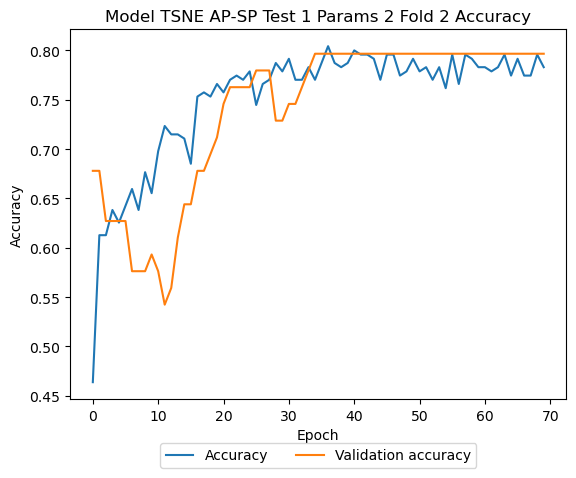 Model TSNE AP-SP Test 1 Params 2 Fold 2 Accuracy
0.80
0.75
0.70
0.65
0.60
0.55
0.50
0.45
Accuracy
0 10 20 30 40 50 60 70
Epoch
Accuracy Validation accuracy